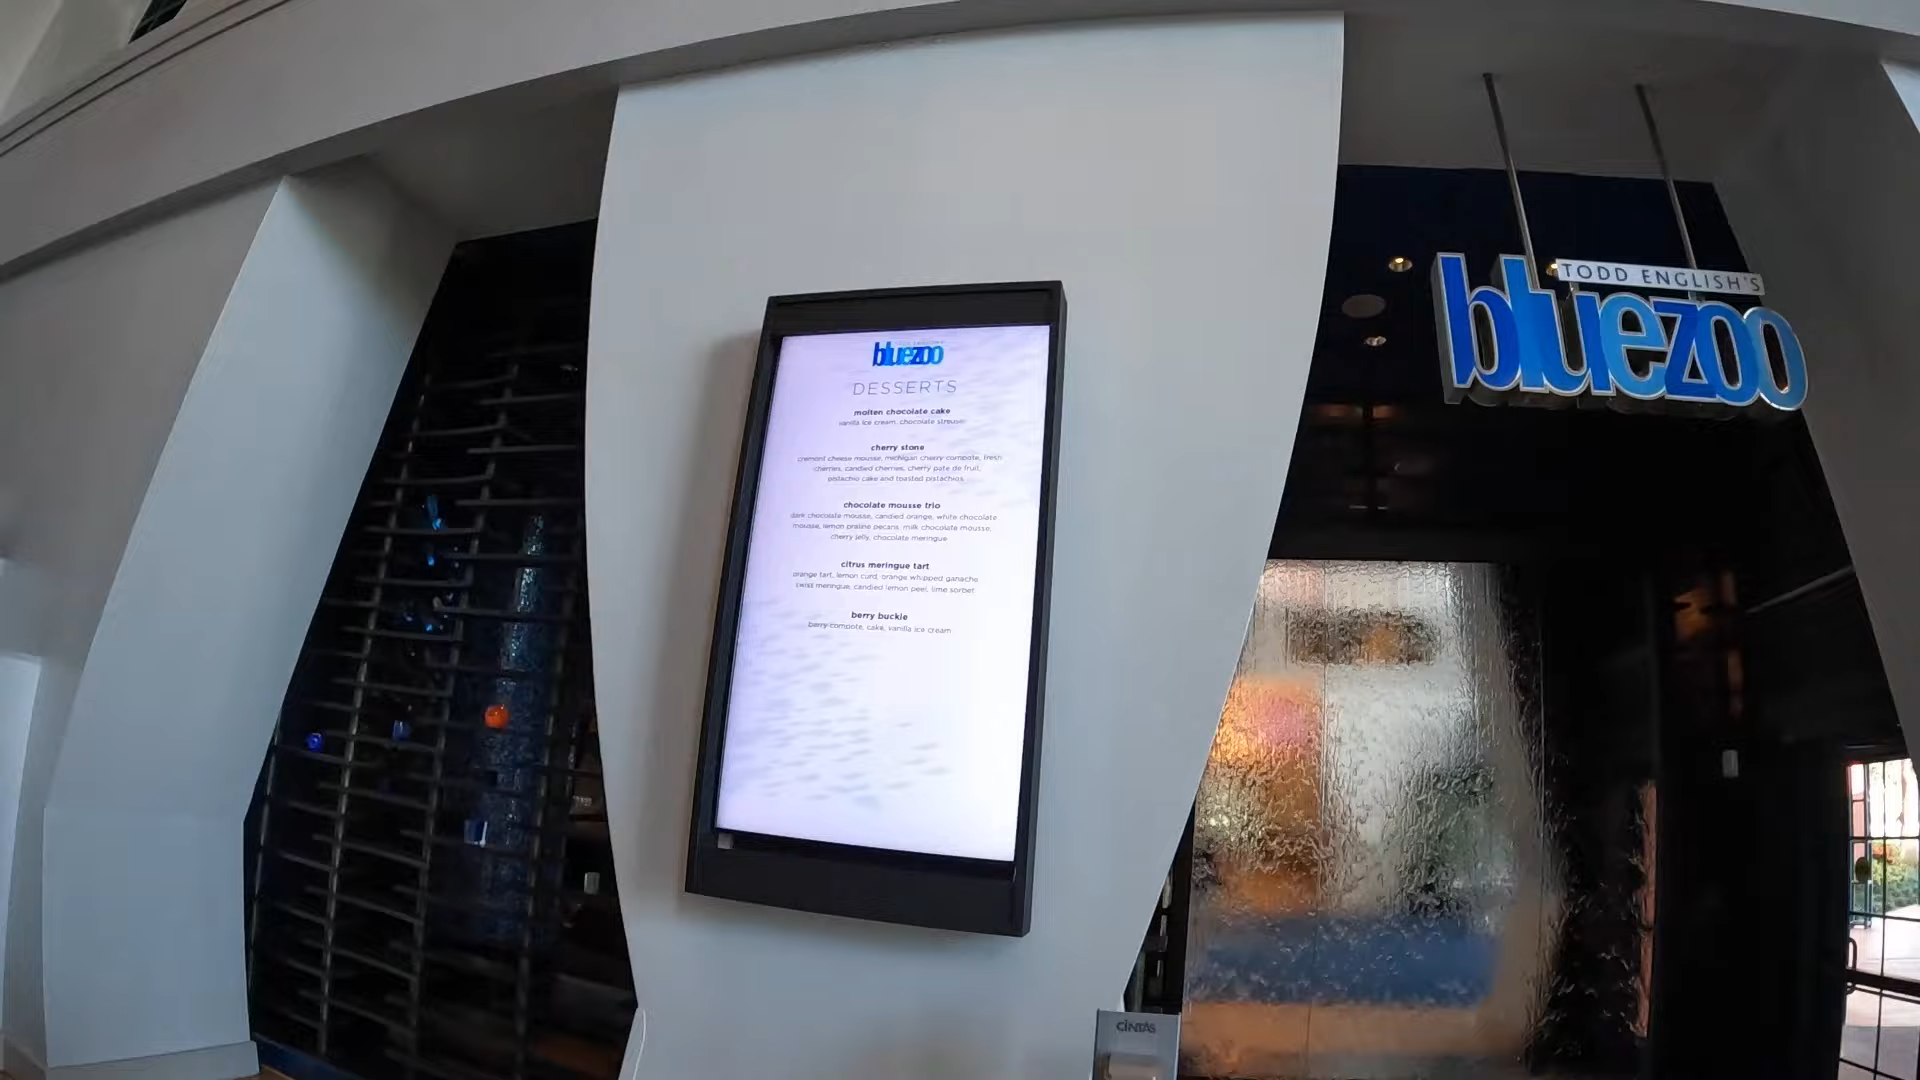 bluezoo
DESSERTS
molten chocolate cake
vanilla ice cream, chocolate streusel
cherry stone
cremont cheese mousse, michigan cherry compote, fresh
cherries, candied cherries, cherry pate de fruit,
pistachio cake and toasted pistachios
chocolate mousse trio
dark chocolate mousse, candied orange, white chocolate
mousse, lemon praline pecans, milk chocolate mousse,
cherry jelly, chocolate meringue
citrus meringue tart
orange tart, lemon curd, orange whipped ganache
swiss meringue, candied lemon peel, lime sorbet
berry buckle
berry compote, cake, vanilla ice cream
TODD ENGLISH'S
bluezoo
CINTAS